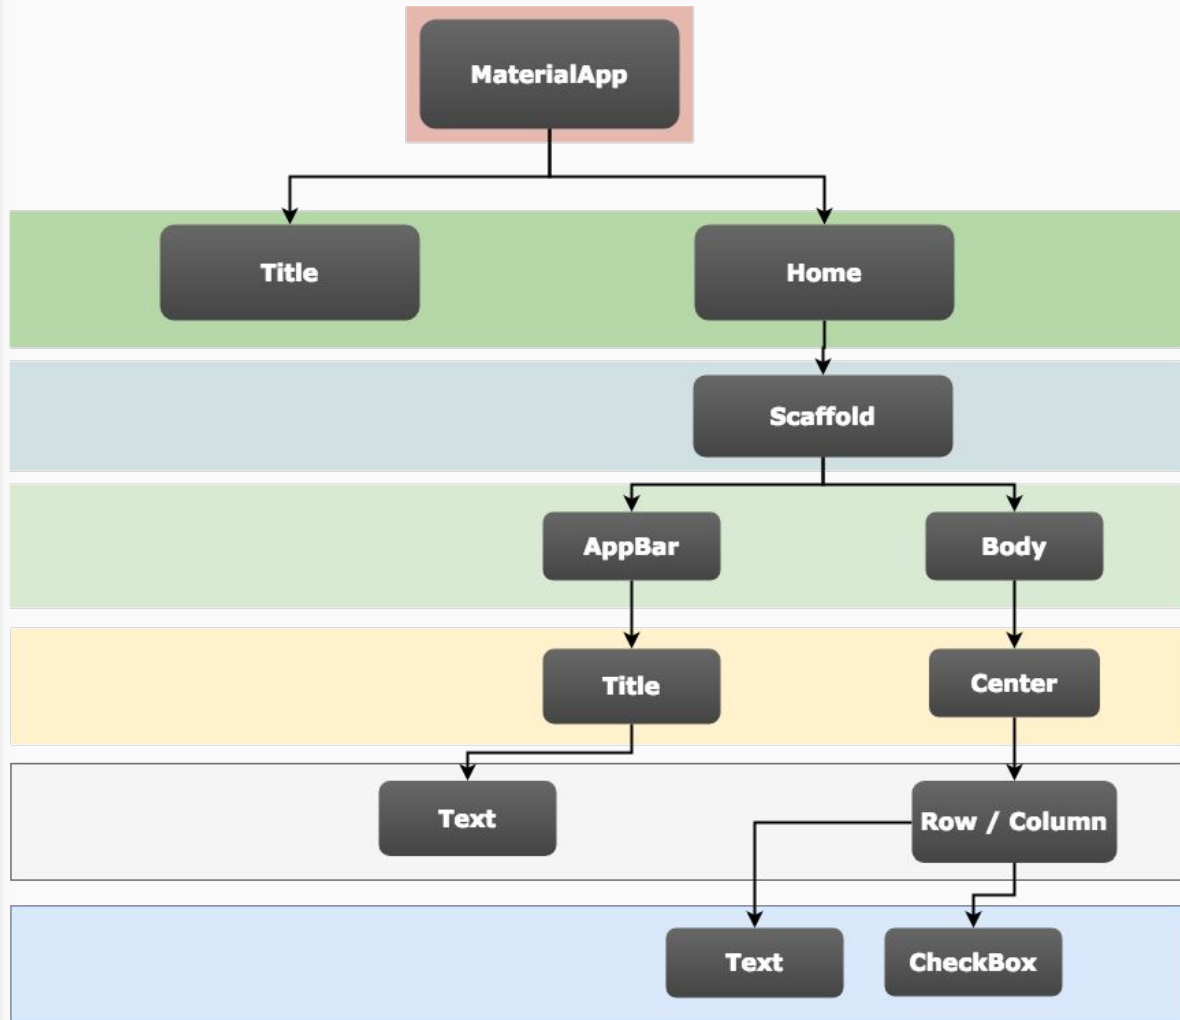 MaterialApp
Title
Home
Scaffold
AppBar
Body
Title
Center
Text
Row / Column
Text
CheckBox